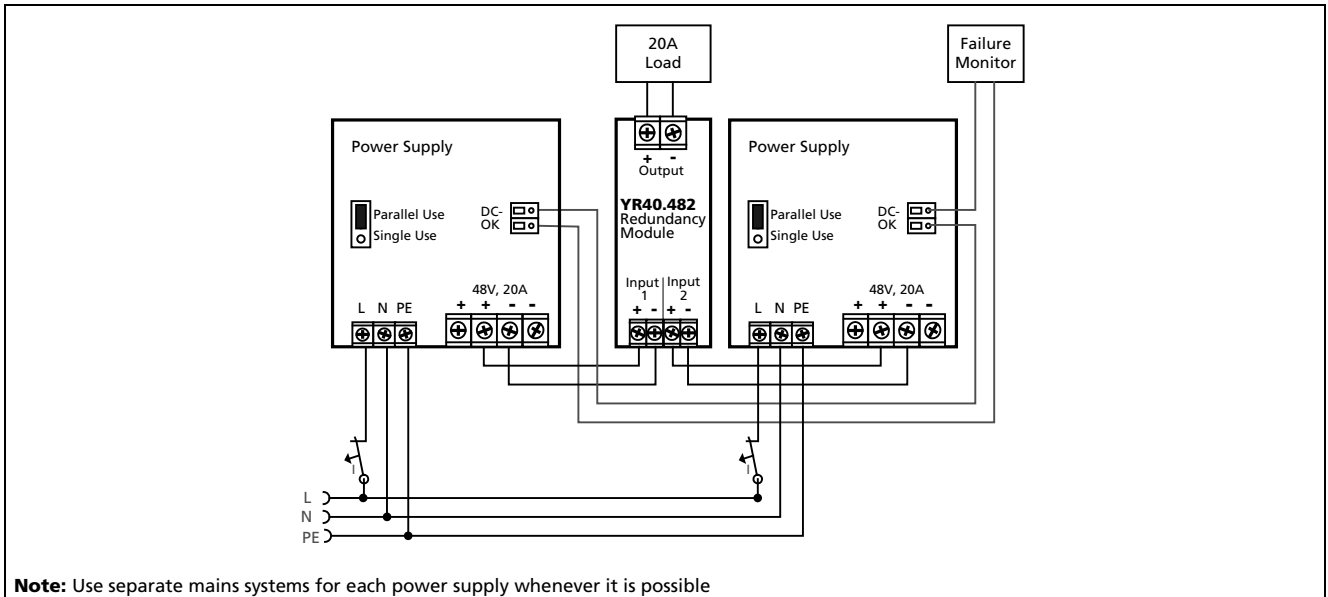 20A
Load
Failure
Monitor
Power Supply
Parallel Use
Single Use
DC-
OK
48V, 20A
L N PE
+ + - -
+ -
Output
YR40.482
Redundancy
Module
Input
1
Input
2
+ - + -
Power Supply
Parallel Use
Single Use
DC-
OK
48V, 20A
L N PE
+ + - -
I
I
L
N
PE
Note: Use separate mains systems for each power supply whenever it is possible